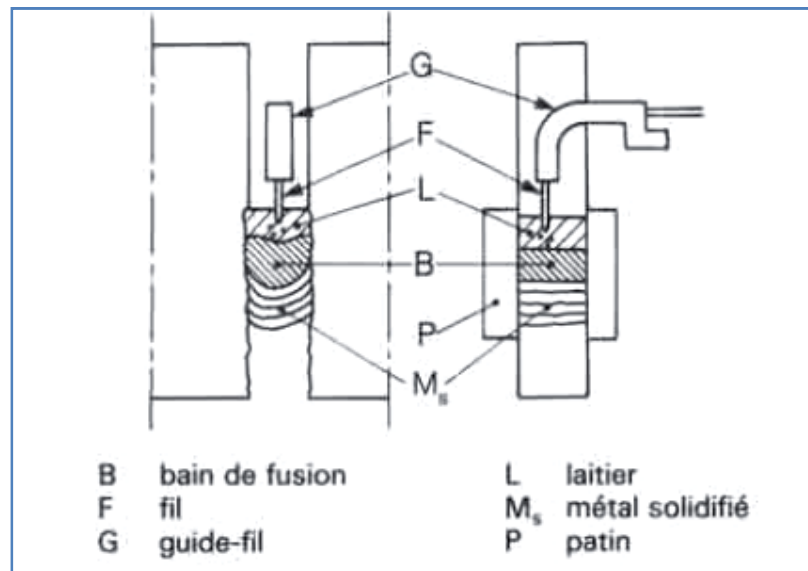 G
F
L
B
P
Ms
B bain de fusion
F fil
G guide-fil
L laitier
Ms métal solidifié
P patin